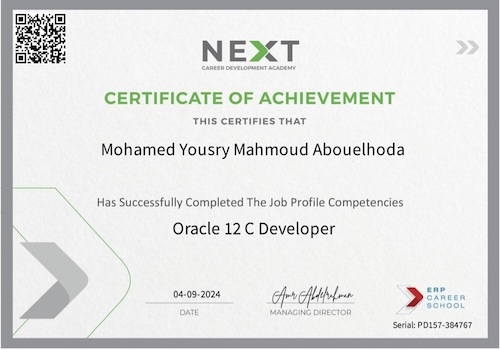 NEXT
CAREER DEVELOPMENT ACADEMY
CERTIFICATE OF ACHIEVEMENT
THIS CERTIFIES THAT
Mohamed Yousry Mahmoud Abouelhoda
Has Successfully Completed The Job Profile Competencies
Oracle 12 C Developer
04-09-2024
DATE
Amr Abdelrahman
MANAGING DIRECTOR
ERP
CAREER
SCHOOL
Serial: PD157-384767